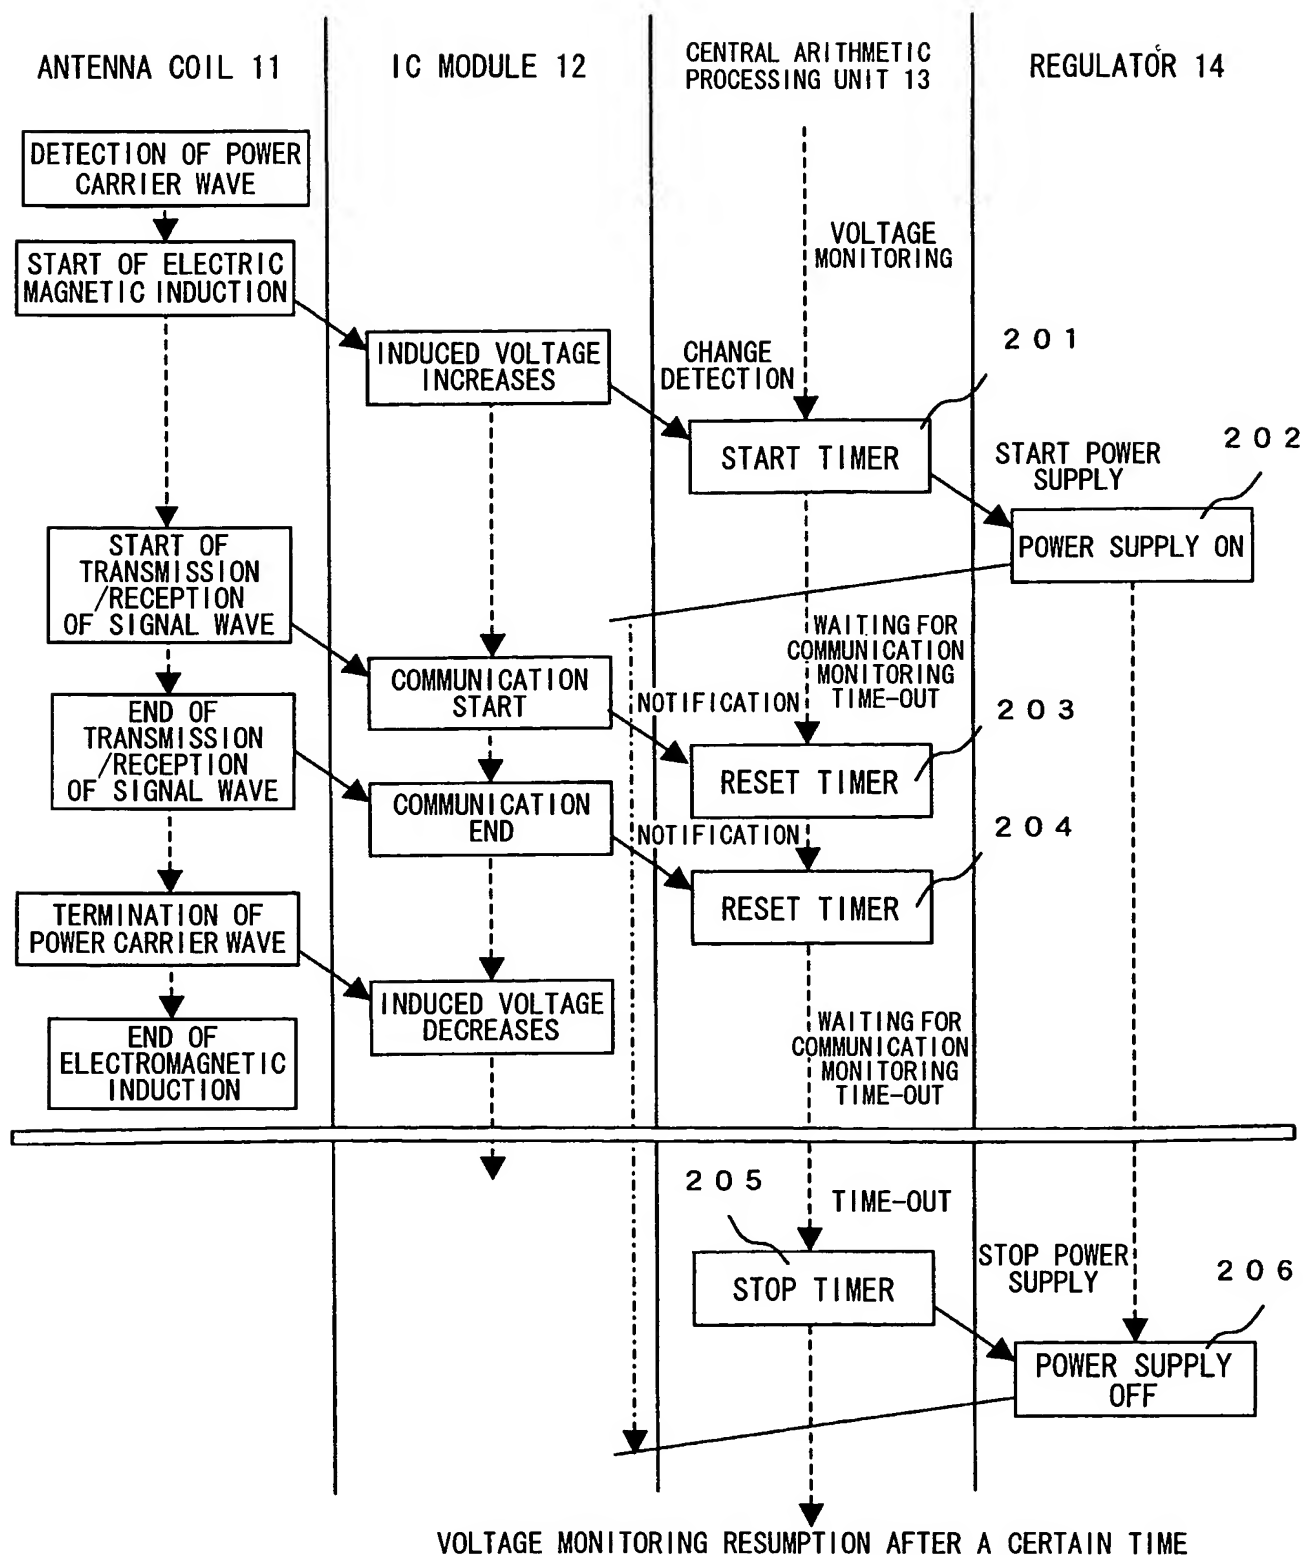 ANTENNA COIL 11
IC MODULE 12
CENTRAL ARITHMETIC
PROCESSING UNIT 13
REGULATOR 14
DETECTION OF POWER
CARRIER WAVE
VOLTAGE
MONITORING
START OF ELECTRIC
MAGNETIC INDUCTION
INDUCED VOLTAGE
INCREASES
CHANGE
DETECTION
201
START TIMER
START POWER
SUPPLY
202
POWER SUPPLY ON
START OF
TRANSMISSION
/RECEPTION
OF SIGNAL WAVE
WAITING FOR
COMMUNICATION
MONITORING
TIME-OUT
COMMUNICATION
START
NOTIFICATION
203
RESET TIMER
END OF
TRANSMISSION
/RECEPTION
OF SIGNAL WAVE
COMMUNICATION
END
NOTIFICATION
204
RESET TIMER
TERMINATION OF
POWER CARRIER WAVE
INDUCED VOLTAGE
DECREASES
END OF
ELECTROMAGNETIC
INDUCTION
WAITING FOR
COMMUNICATION
MONITORING
TIME-OUT
205
TIME-OUT
STOP TIMER
STOP POWER
SUPPLY
206
POWER SUPPLY
OFF
VOLTAGE MONITORING RESUMPTION AFTER A CERTAIN TIME